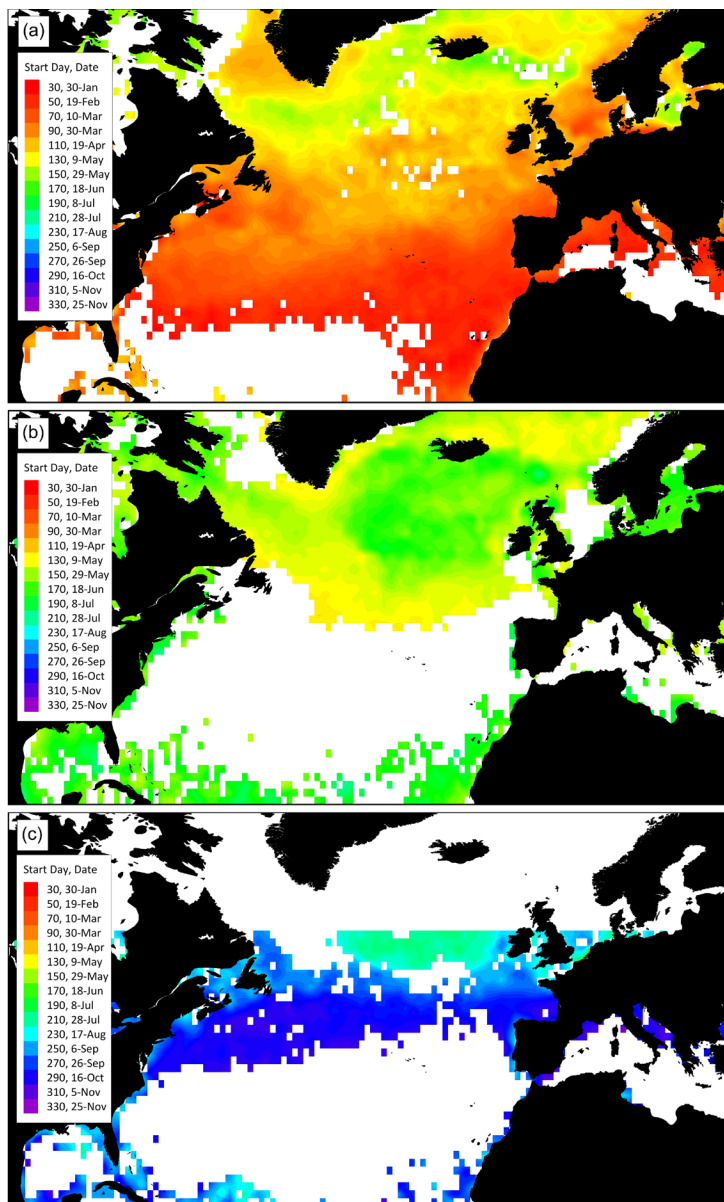 (a)
Start Day, Date
30, 30-Jan
50, 19-Feb
70, 10-Mar
90, 30-Mar
110, 19-Apr
130, 9-May
150, 29-May
170, 18-Jun
190, 8-Jul
210, 28-Jul
230, 17-Aug
250, 6-Sep
270, 26-Sep
290, 16-Oct
310, 5-Nov
330, 25-Nov
(b)
Start Day, Date
30, 30-Jan
50, 19-Feb
70, 10-Mar
90, 30-Mar
110, 19-Apr
130, 9-May
150, 29-May
170, 18-Jun
190, 8-Jul
210, 28-Jul
230, 17-Aug
250, 6-Sep
270, 26-Sep
290, 16-Oct
310, 5-Nov
330, 25-Nov
(c)
Start Day, Date
30, 30-Jan
50, 19-Feb
70, 10-Mar
90, 30-Mar
110, 19-Apr
130, 9-May
150, 29-May
170, 18-Jun
190, 8-Jul
210, 28-Jul
230, 17-Aug
250, 6-Sep
270, 26-Sep
290, 16-Oct
310, 5-Nov
330, 25-Nov